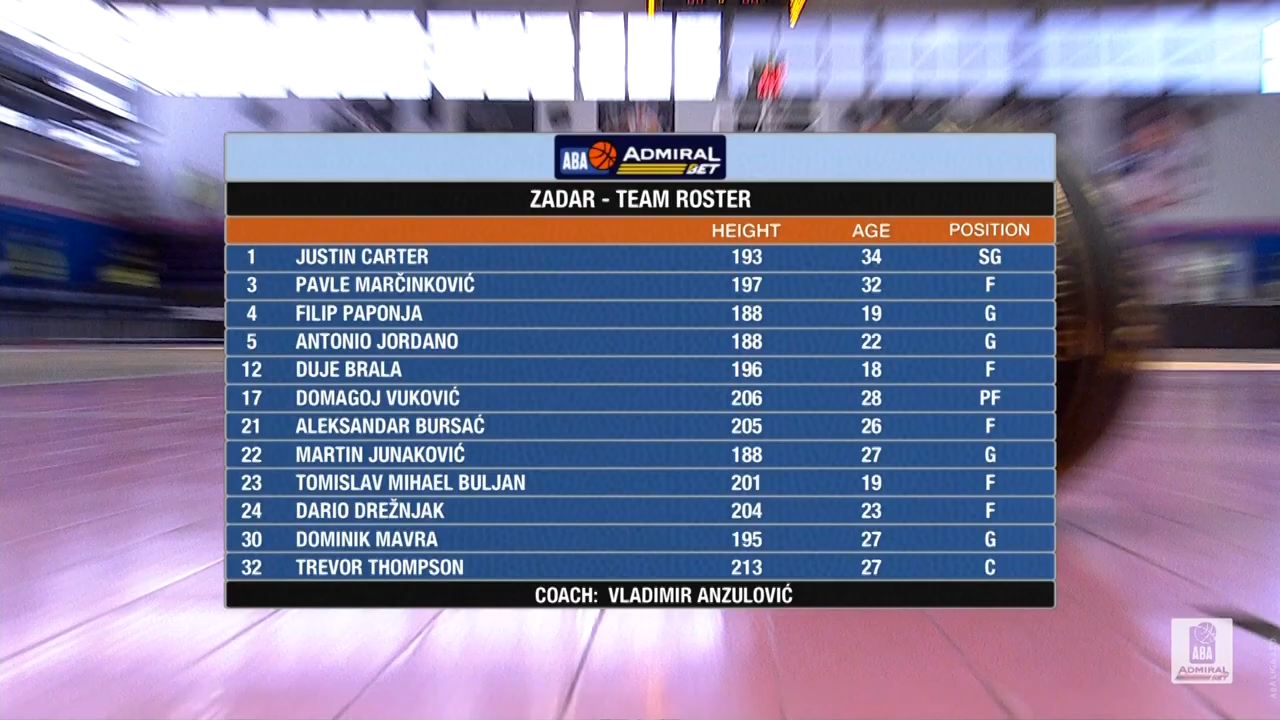 ABA ADMIRAL BET
ZADAR - TEAM ROSTER
HEIGHT AGE POSITION
1 JUSTIN CARTER 193 34 SG
3 PAVLE MARČINKOVIĆ 197 32 F
4 FILIP PAPONJA 188 19 G
5 ANTONIO JORDANO 188 22 G
12 DUJE BRALA 196 18 F
17 DOMAGOJ VUKOVIĆ 206 28 PF
21 ALEKSANDAR BURSAĆ 205 26 F
22 MARTIN JUNAKOVIĆ 188 27 G
23 TOMISLAV MIHAEL BULJAN 201 19 F
24 DARIO DREŽNJAK 204 23 F
30 DOMINIK MAVRA 195 27 G
32 TREVOR THOMPSON 213 27 C
COACH: VLADIMIR ANZULOVIĆ
ABA
ADMIRAL
BET